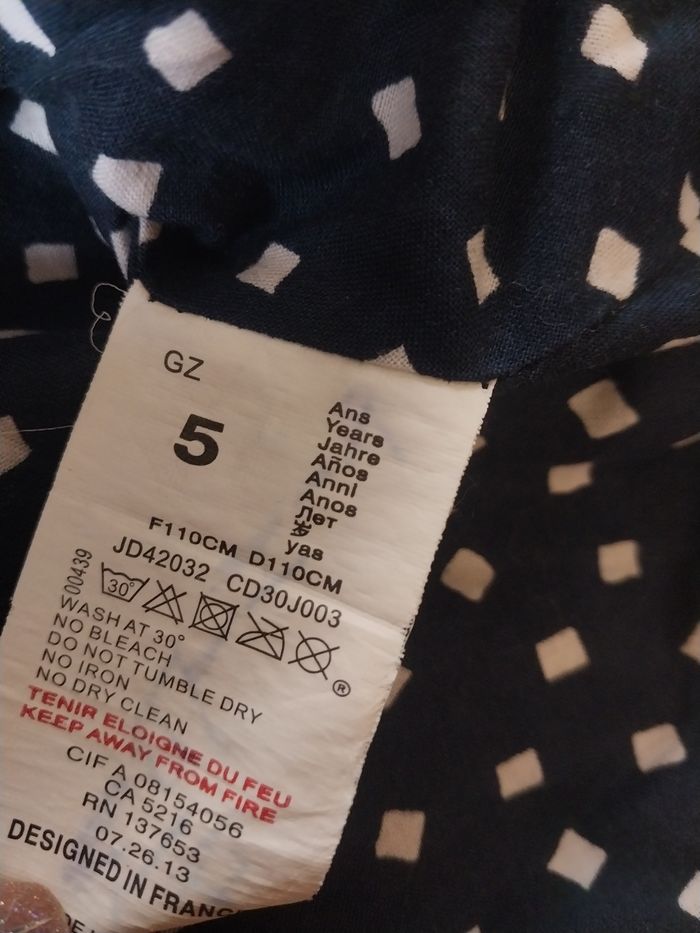 GZ
5
Ans
Years
Jahre
Años
Anni
Anos
Лет
岁
yas
F110CM D110CM
JD42032 CD30J003
00439
30°
®
WASH AT 30°
NO BLEACH
DO NOT TUMBLE DRY
NO IRON
NO DRY CLEAN
TENIR ELOIGNE DU FEU
KEEP AWAY FROM FIRE
CIF A 08154056
CA 5216
RN 137653
07.26.13
DESIGNED IN FRANC